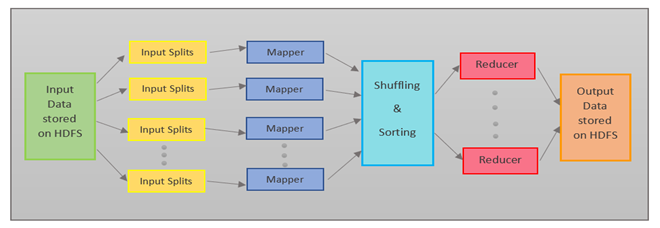 Input
Data
stored
on HDFS
Input Splits
Input Splits
Input Splits
Input Splits
Mapper
Mapper
Mapper
Mapper
Shuffling
&
Sorting
Reducer
Reducer
Output
Data
stored
on HDFS